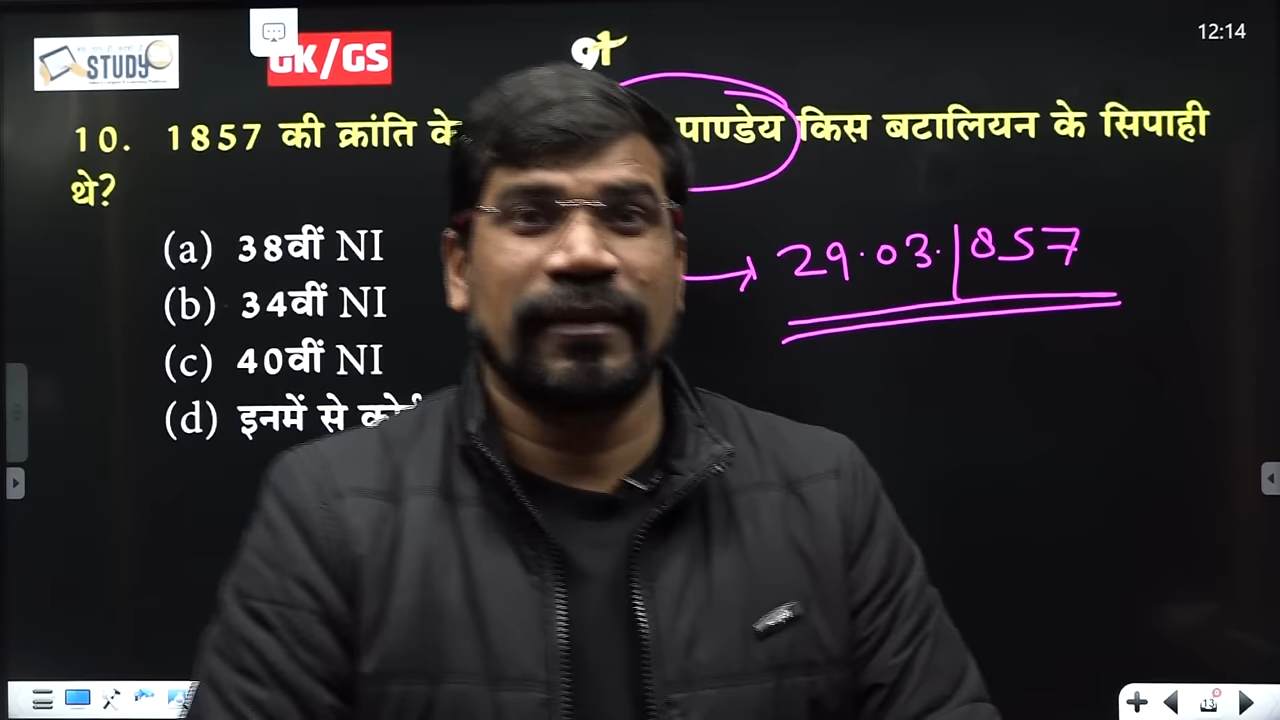 STUDY
GK/GS
12:14
10. 1857 की क्रांति के पाण्डेय किस बटालियन के सिपाही
थे?
(a) 38वीं NI
29.03.1857
(b) 34वीं NI
(c) 40वीं NI
(d) इनमें से
13